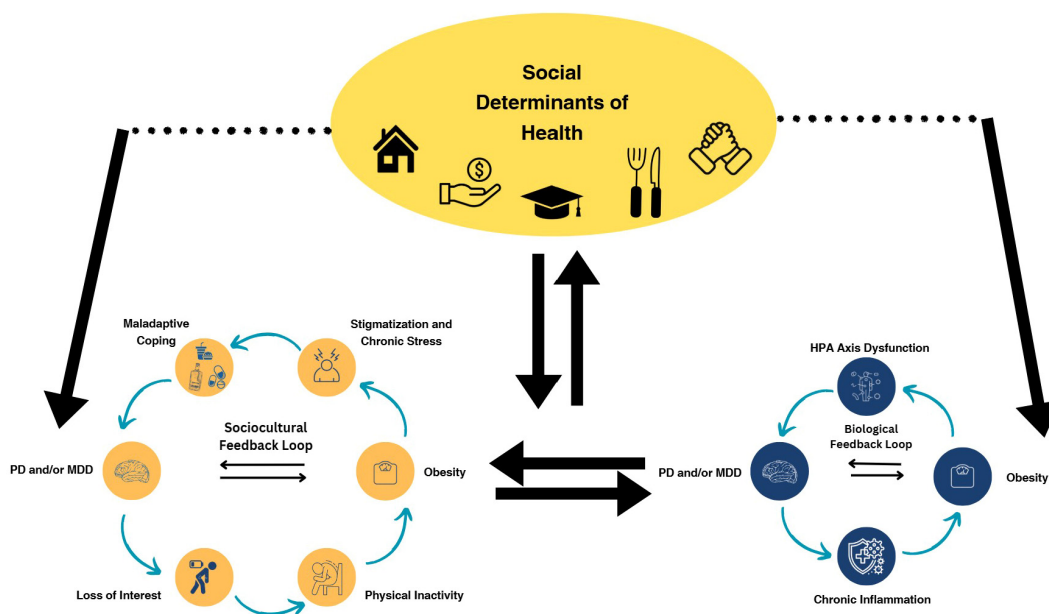 Social
Determinants of
Health
$
Maladaptive
Coping
Stigmatization and
Chronic Stress
Sociocultural
Feedback Loop
PD and/or MDD
Obesity
Loss of Interest
Physical Inactivity
HPA Axis Dysfunction
Biological
Feedback Loop
PD and/or MDD
Obesity
Chronic Inflammation